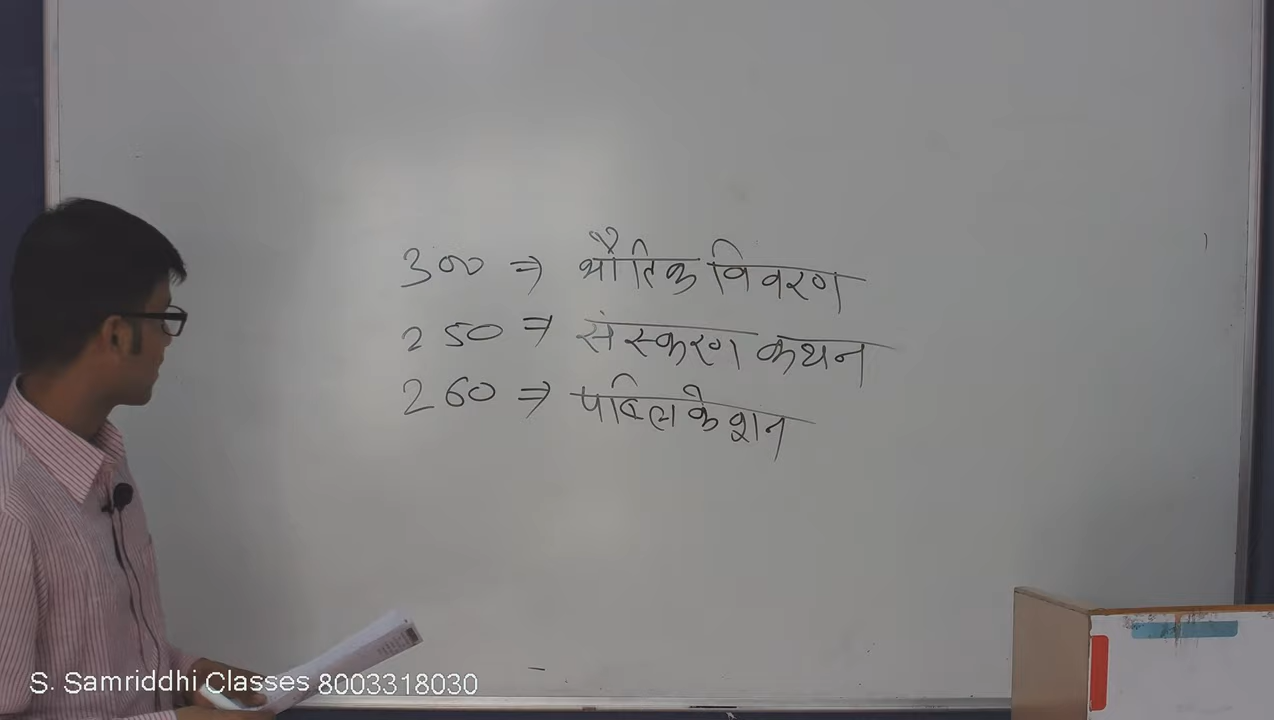 300 ⇒ भौतिक विवरण
250 ⇒ संस्करण कथन
260 ⇒ पब्लिकेशन
S. Samriddhi Classes 8003318030